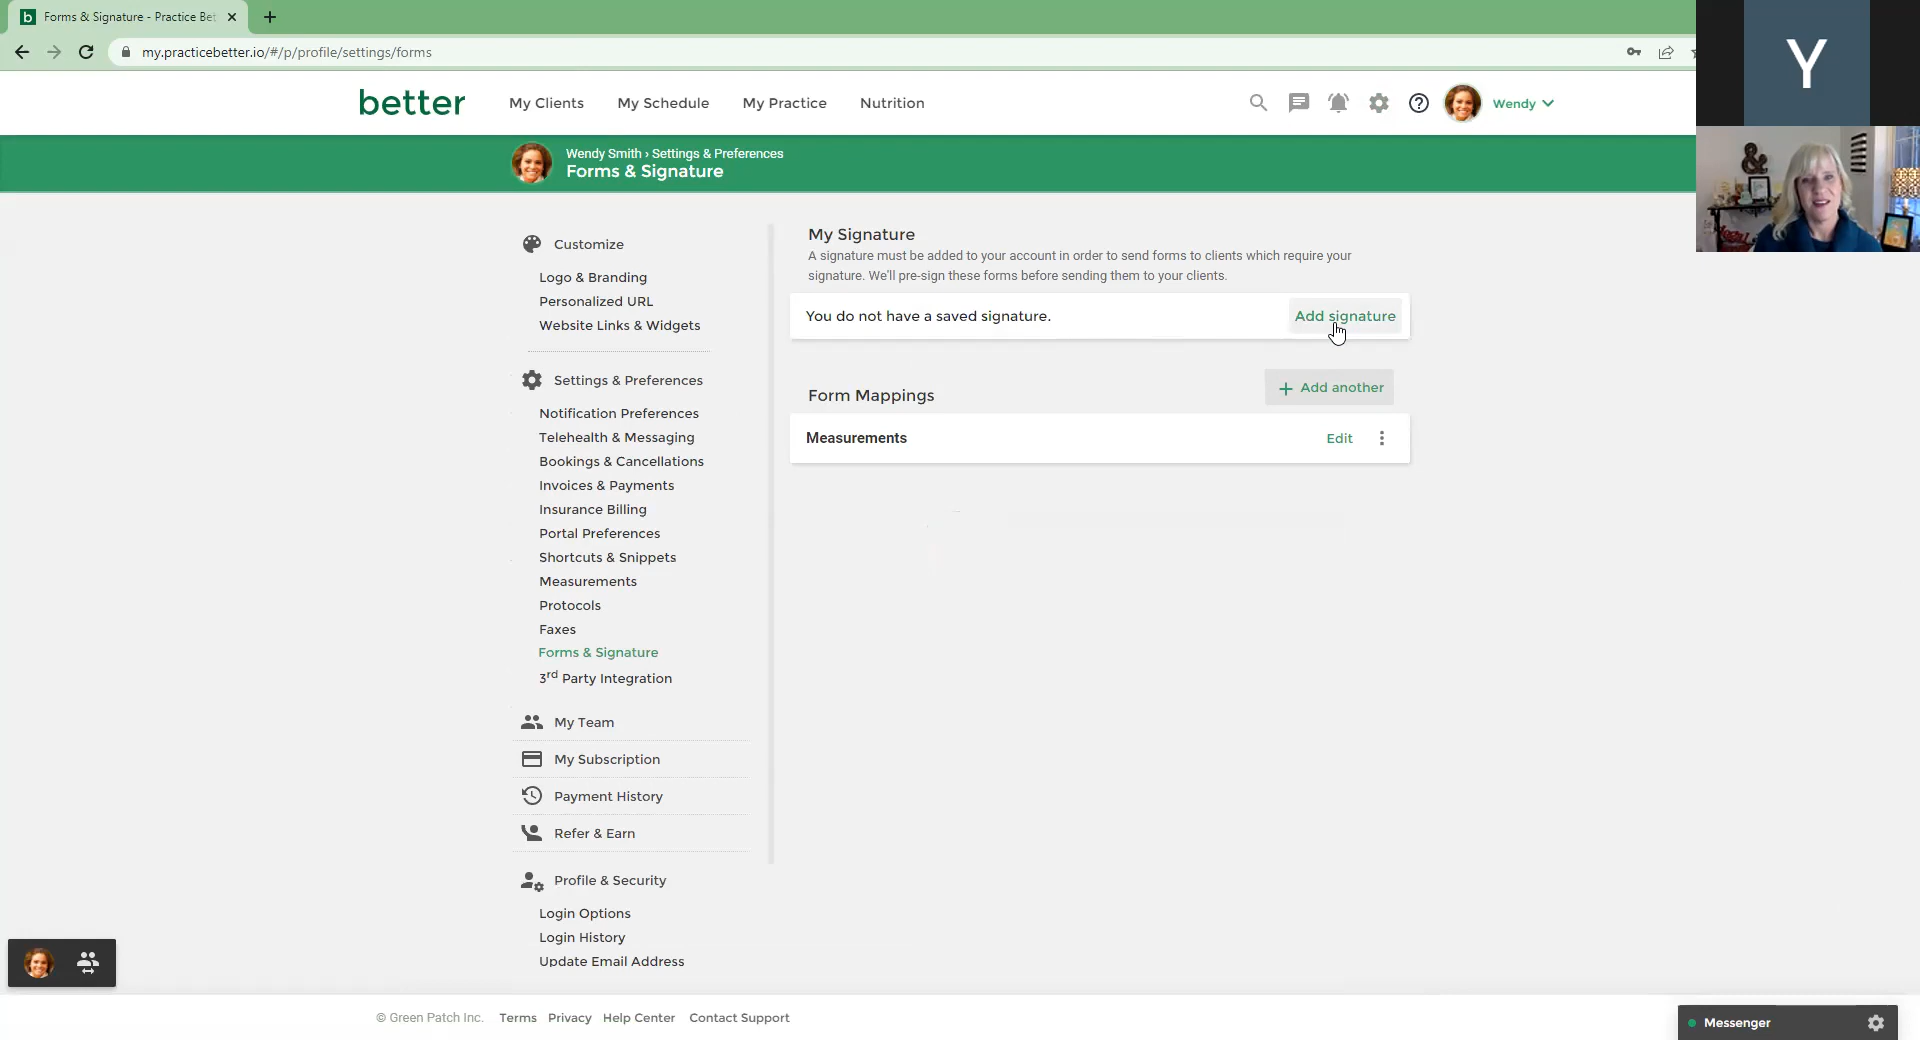 Forms & Signature - Practice Bet
my.practicebetter.io/#/p/profile/settings/forms
Y
better
My Clients
My Schedule
My Practice
Nutrition
Wendy
Wendy Smith › Settings & Preferences
Forms & Signature
Customize
Logo & Branding
Personalized URL
Website Links & Widgets
Settings & Preferences
Notification Preferences
Telehealth & Messaging
Bookings & Cancellations
Invoices & Payments
Insurance Billing
Portal Preferences
Shortcuts & Snippets
Measurements
Protocols
Faxes
Forms & Signature
3rd Party Integration
My Team
My Subscription
Payment History
Refer & Earn
Profile & Security
Login Options
Login History
Update Email Address
My Signature
A signature must be added to your account in order to send forms to clients which require your
signature. We'll pre-sign these forms before sending them to your clients.
You do not have a saved signature.
Add signature
Form Mappings
+ Add another
Measurements
Edit
© Green Patch Inc.
Terms
Privacy
Help Center
Contact Support
Messenger